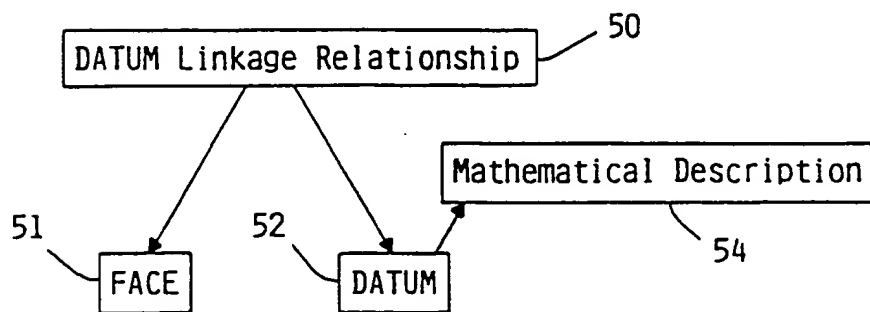 50
DATUM Linkage Relationship
Mathematical Description
51
52
54
FACE
DATUM